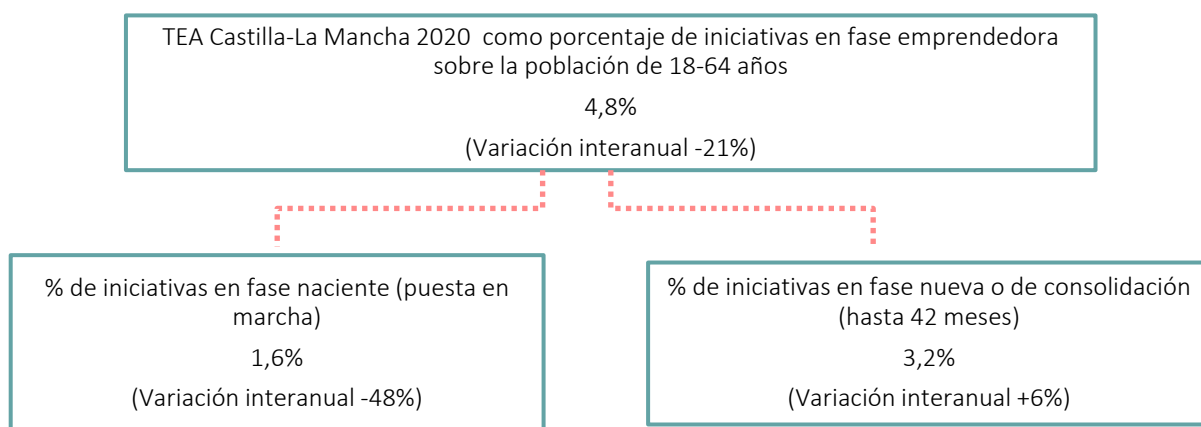 TEA Castilla-La Mancha 2020  como porcentaje de iniciativas en fase emprendedora
sobre la población de 18-64 años
4,8%
(Variación interanual -21%)
% de iniciativas en fase naciente (puesta en
marcha)
1,6%
(Variación interanual -48%)
% de iniciativas en fase nueva o de consolidación
(hasta 42 meses)
3,2%
(Variación interanual +6%)